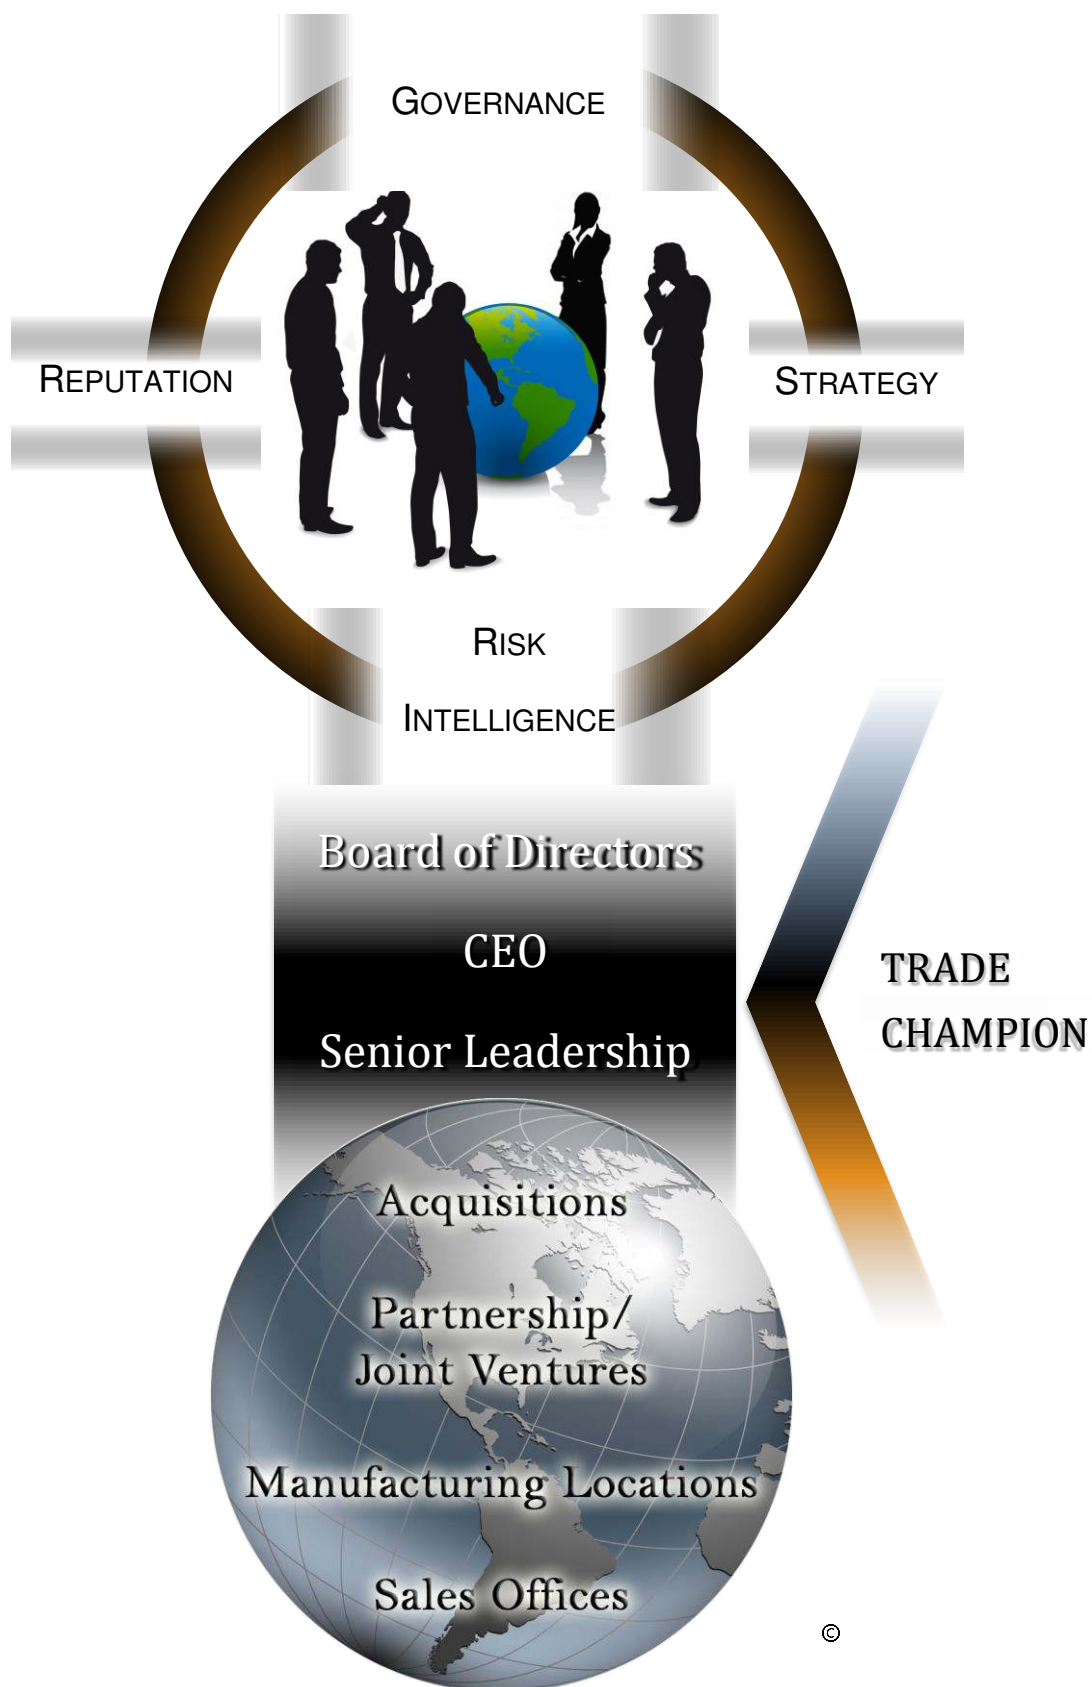 GOVERNANCE
REPUTATION
STRATEGY
RISK
INTELLIGENCE
Board of Directors
CEO
Senior Leadership
TRADE
CHAMPION
Acquisitions
Partnership/
Joint Ventures
Manufacturing Locations
Sales Offices
©